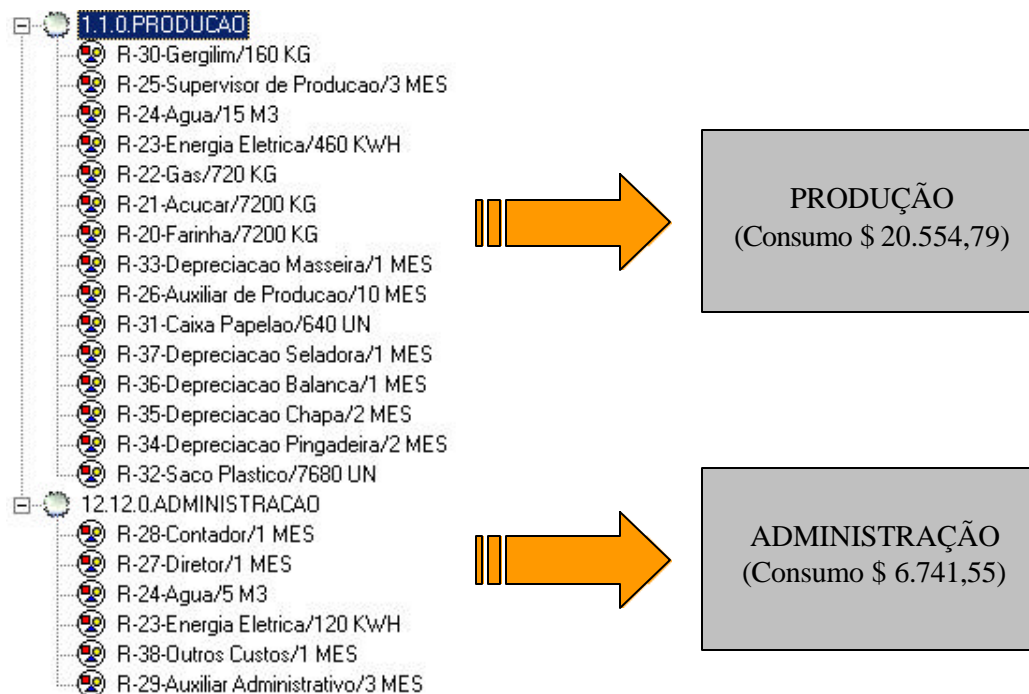 1.1.0.PRODUCAO
R-30-Gergilim/160 KG
R-25-Supervisor de Producao/3 MES
R-24-Agua/15 M3
R-23-Energia Eletrica/460 KWH
R-22-Gas/720 KG
R-21-Acucar/7200 KG
R-20-Farinha/7200 KG
R-33-Depreciacao Masseira/1 MES
R-26-Auxiliar de Producao/10 MES
R-31-Caixa Papelao/640 UN
R-37-Depreciacao Seladora/1 MES
R-36-Depreciacao Balanca/1 MES
R-35-Depreciacao Chapa/2 MES
R-34-Depreciacao Pingadeira/2 MES
R-32-Saco Plastico/7680 UN
12.12.0.ADMINISTRACAO
R-28-Contador/1 MES
R-27-Diretor/1 MES
R-24-Agua/5 M3
R-23-Energia Eletrica/120 KWH
R-38-Outros Custos/1 MES
R-29-Auxiliar Administrativo/3 MES
PRODUÇÃO
(Consumo $ 20.554,79)
ADMINISTRAÇÃO
(Consumo $ 6.741,55)